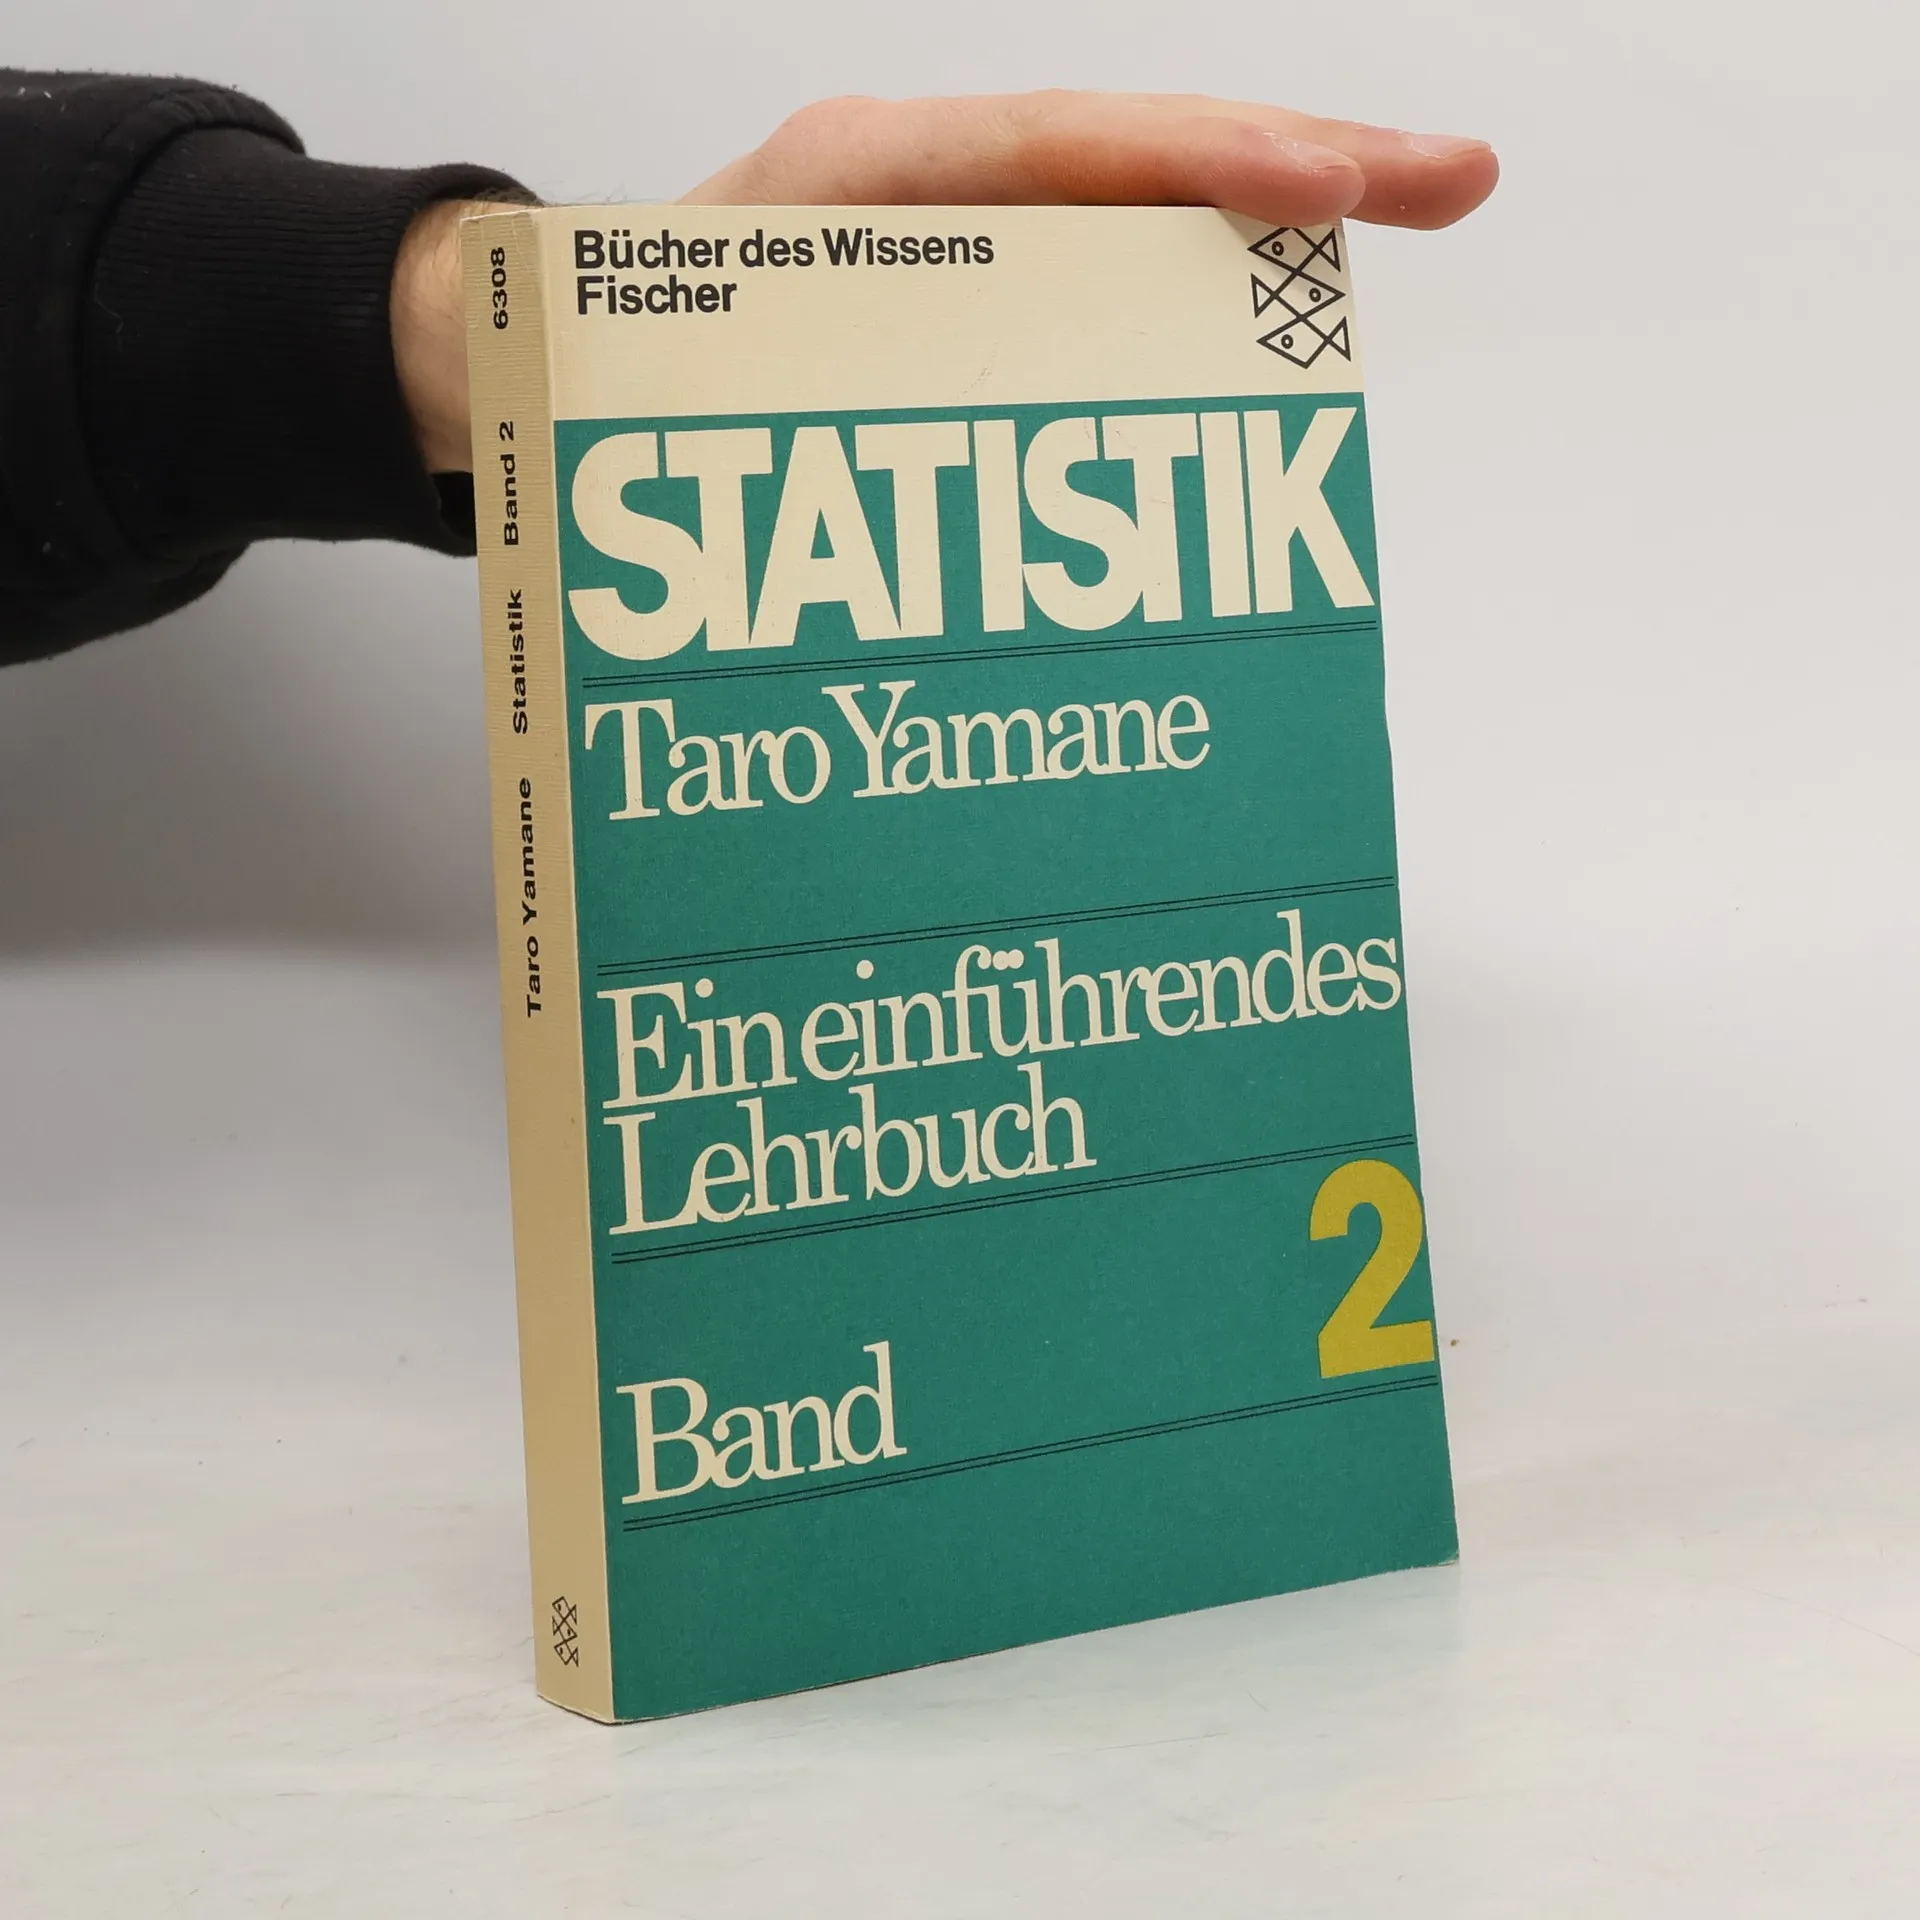 Bücher des Wissens
Fischer
STATISTIK
Taro Yamane
Ein einführendes
Lehrbuch
2
Band
Taro Yamane Statistik Band 2 6308